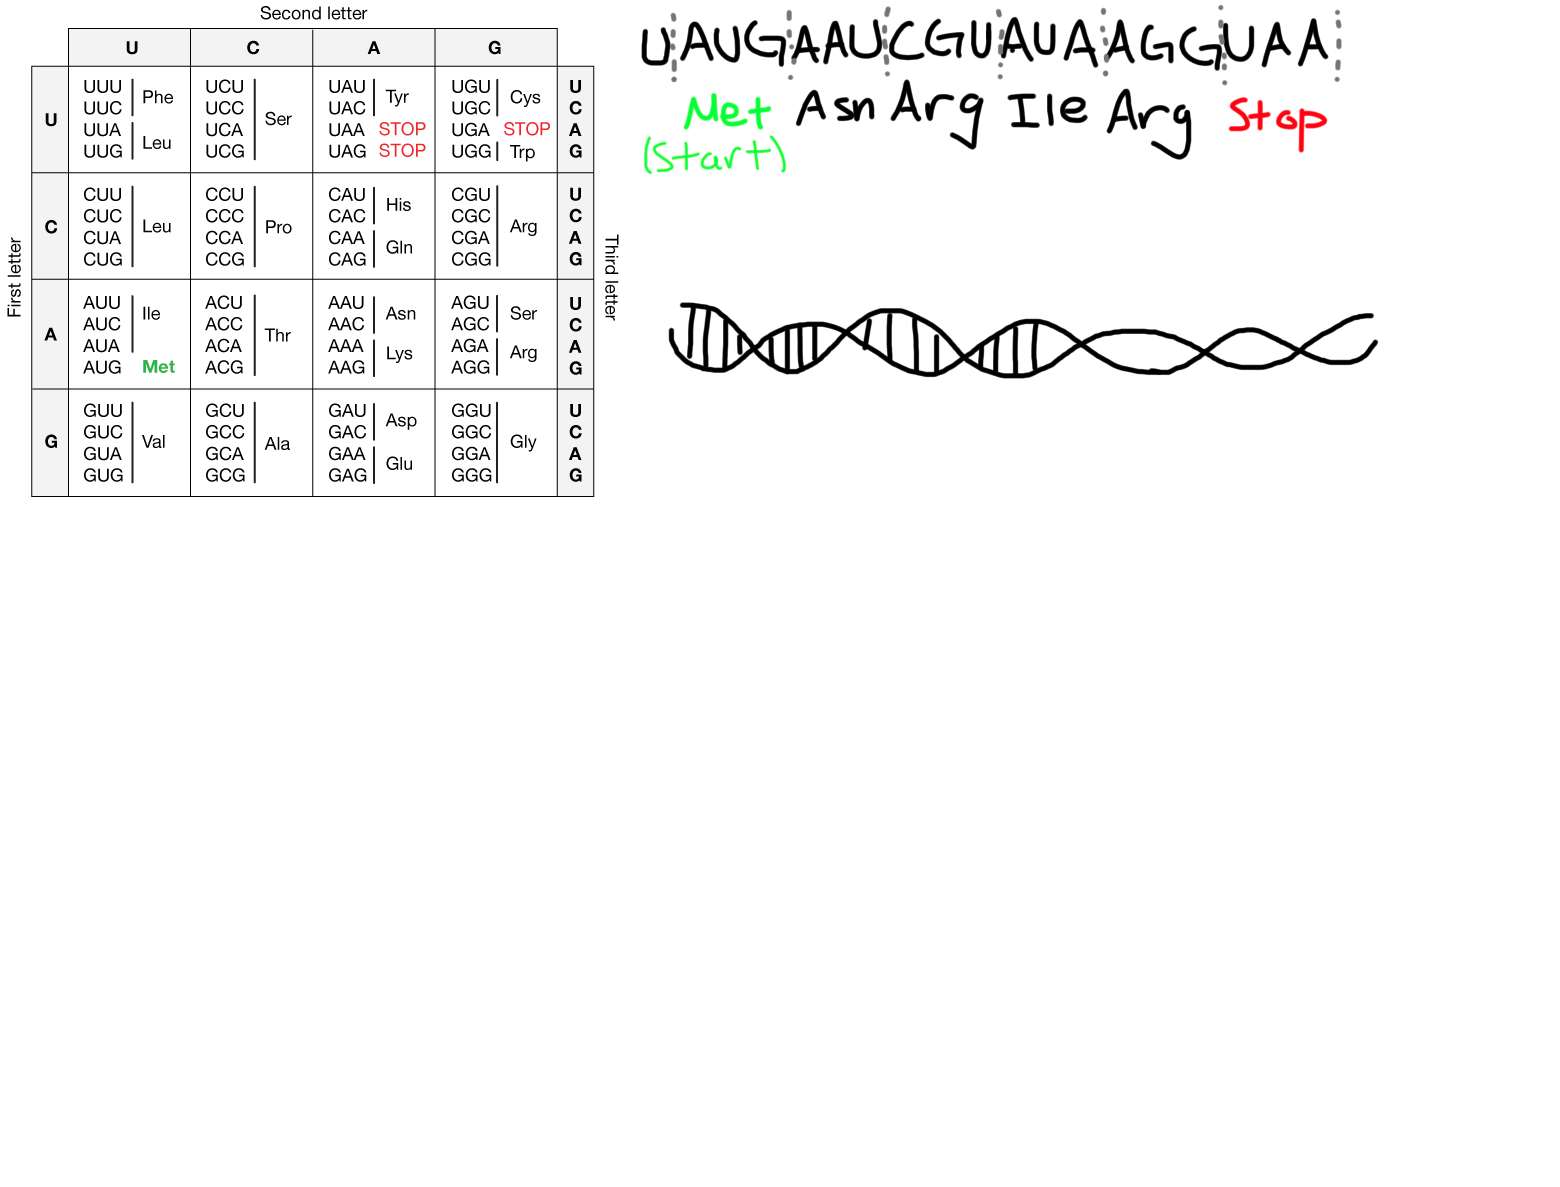 Second letter
U C A G
First letter
U
UUU
UUC
Phe
UUA
UUG
Leu
UCU
UCC
UCA
UCG
Ser
UAU
UAC
Tyr
UAA STOP
UAG STOP
UGU
UGC
Cys
UGA STOP
UGG Trp
U
C
A
G
C
CUU
CUC
CUA
CUG
Leu
CCU
CCC
CCA
CCG
Pro
CAU
CAC
His
CAA
CAG
Gln
CGU
CGC
CGA
CGG
Arg
U
C
A
G
A
AUU
AUC
AUA
Ile
AUG Met
ACU
ACC
ACA
ACG
Thr
AAU
AAC
Asn
AAA
AAG
Lys
AGU
AGC
Ser
AGA
AGG
Arg
U
C
A
G
G
GUU
GUC
GUA
GUG
Val
GCU
GCC
GCA
GCG
Ala
GAU
GAC
Asp
GAA
GAG
Glu
GGU
GGC
GGA
GGG
Gly
U
C
A
G
Third letter
UAUGAAUCGUAUAAGGUAA
Met Asn Arg Ile Arg Stop
(Start)